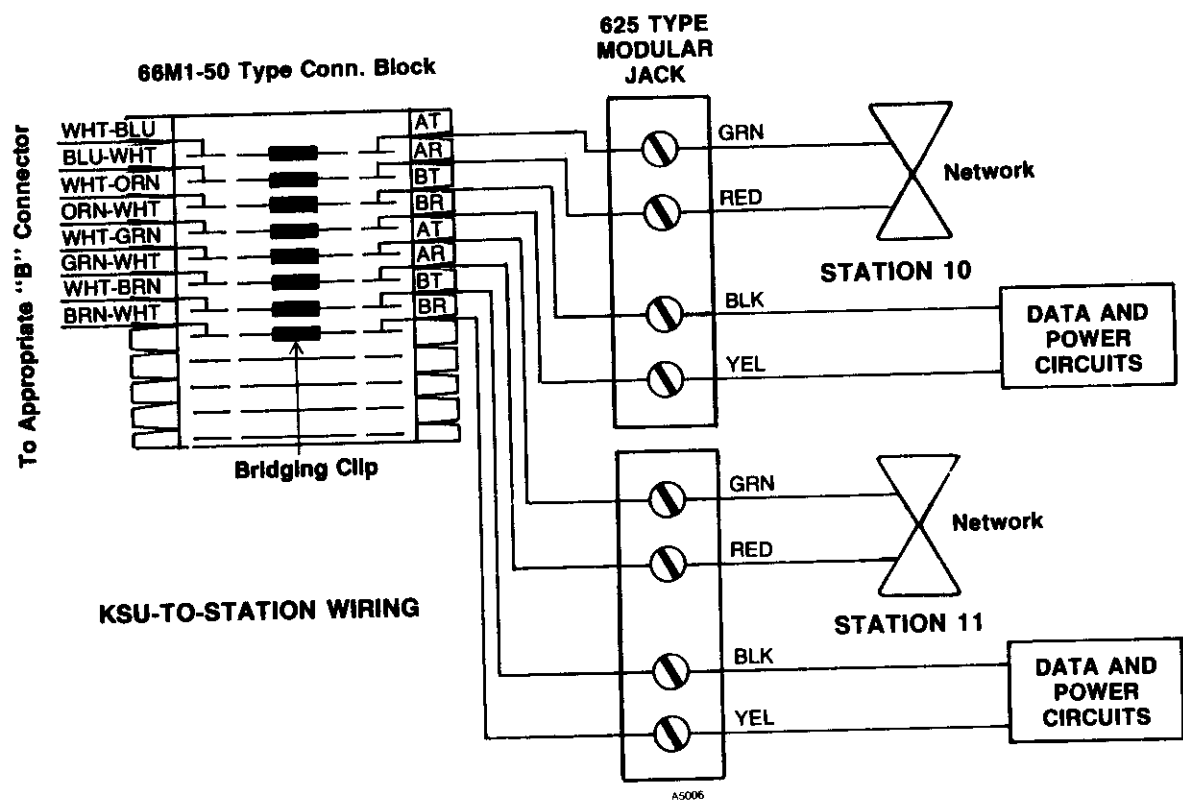 625 TYPE
MODULAR
JACK
66M1-50 Type Conn. Block
To Appropriate "B" Connector
WHT-BLU
BLU-WHT
WHT-ORN
ORN-WHT
WHT-GRN
GRN-WHT
WHT-BRN
BRN-WHT
AT
AR
BT
BR
AT
AR
BT
BR
Bridging Clip
GRN
RED
BLK
YEL
Network
STATION 10
DATA AND
POWER
CIRCUITS
GRN
RED
BLK
YEL
Network
STATION 11
DATA AND
POWER
CIRCUITS
KSU-TO-STATION WIRING
A5006